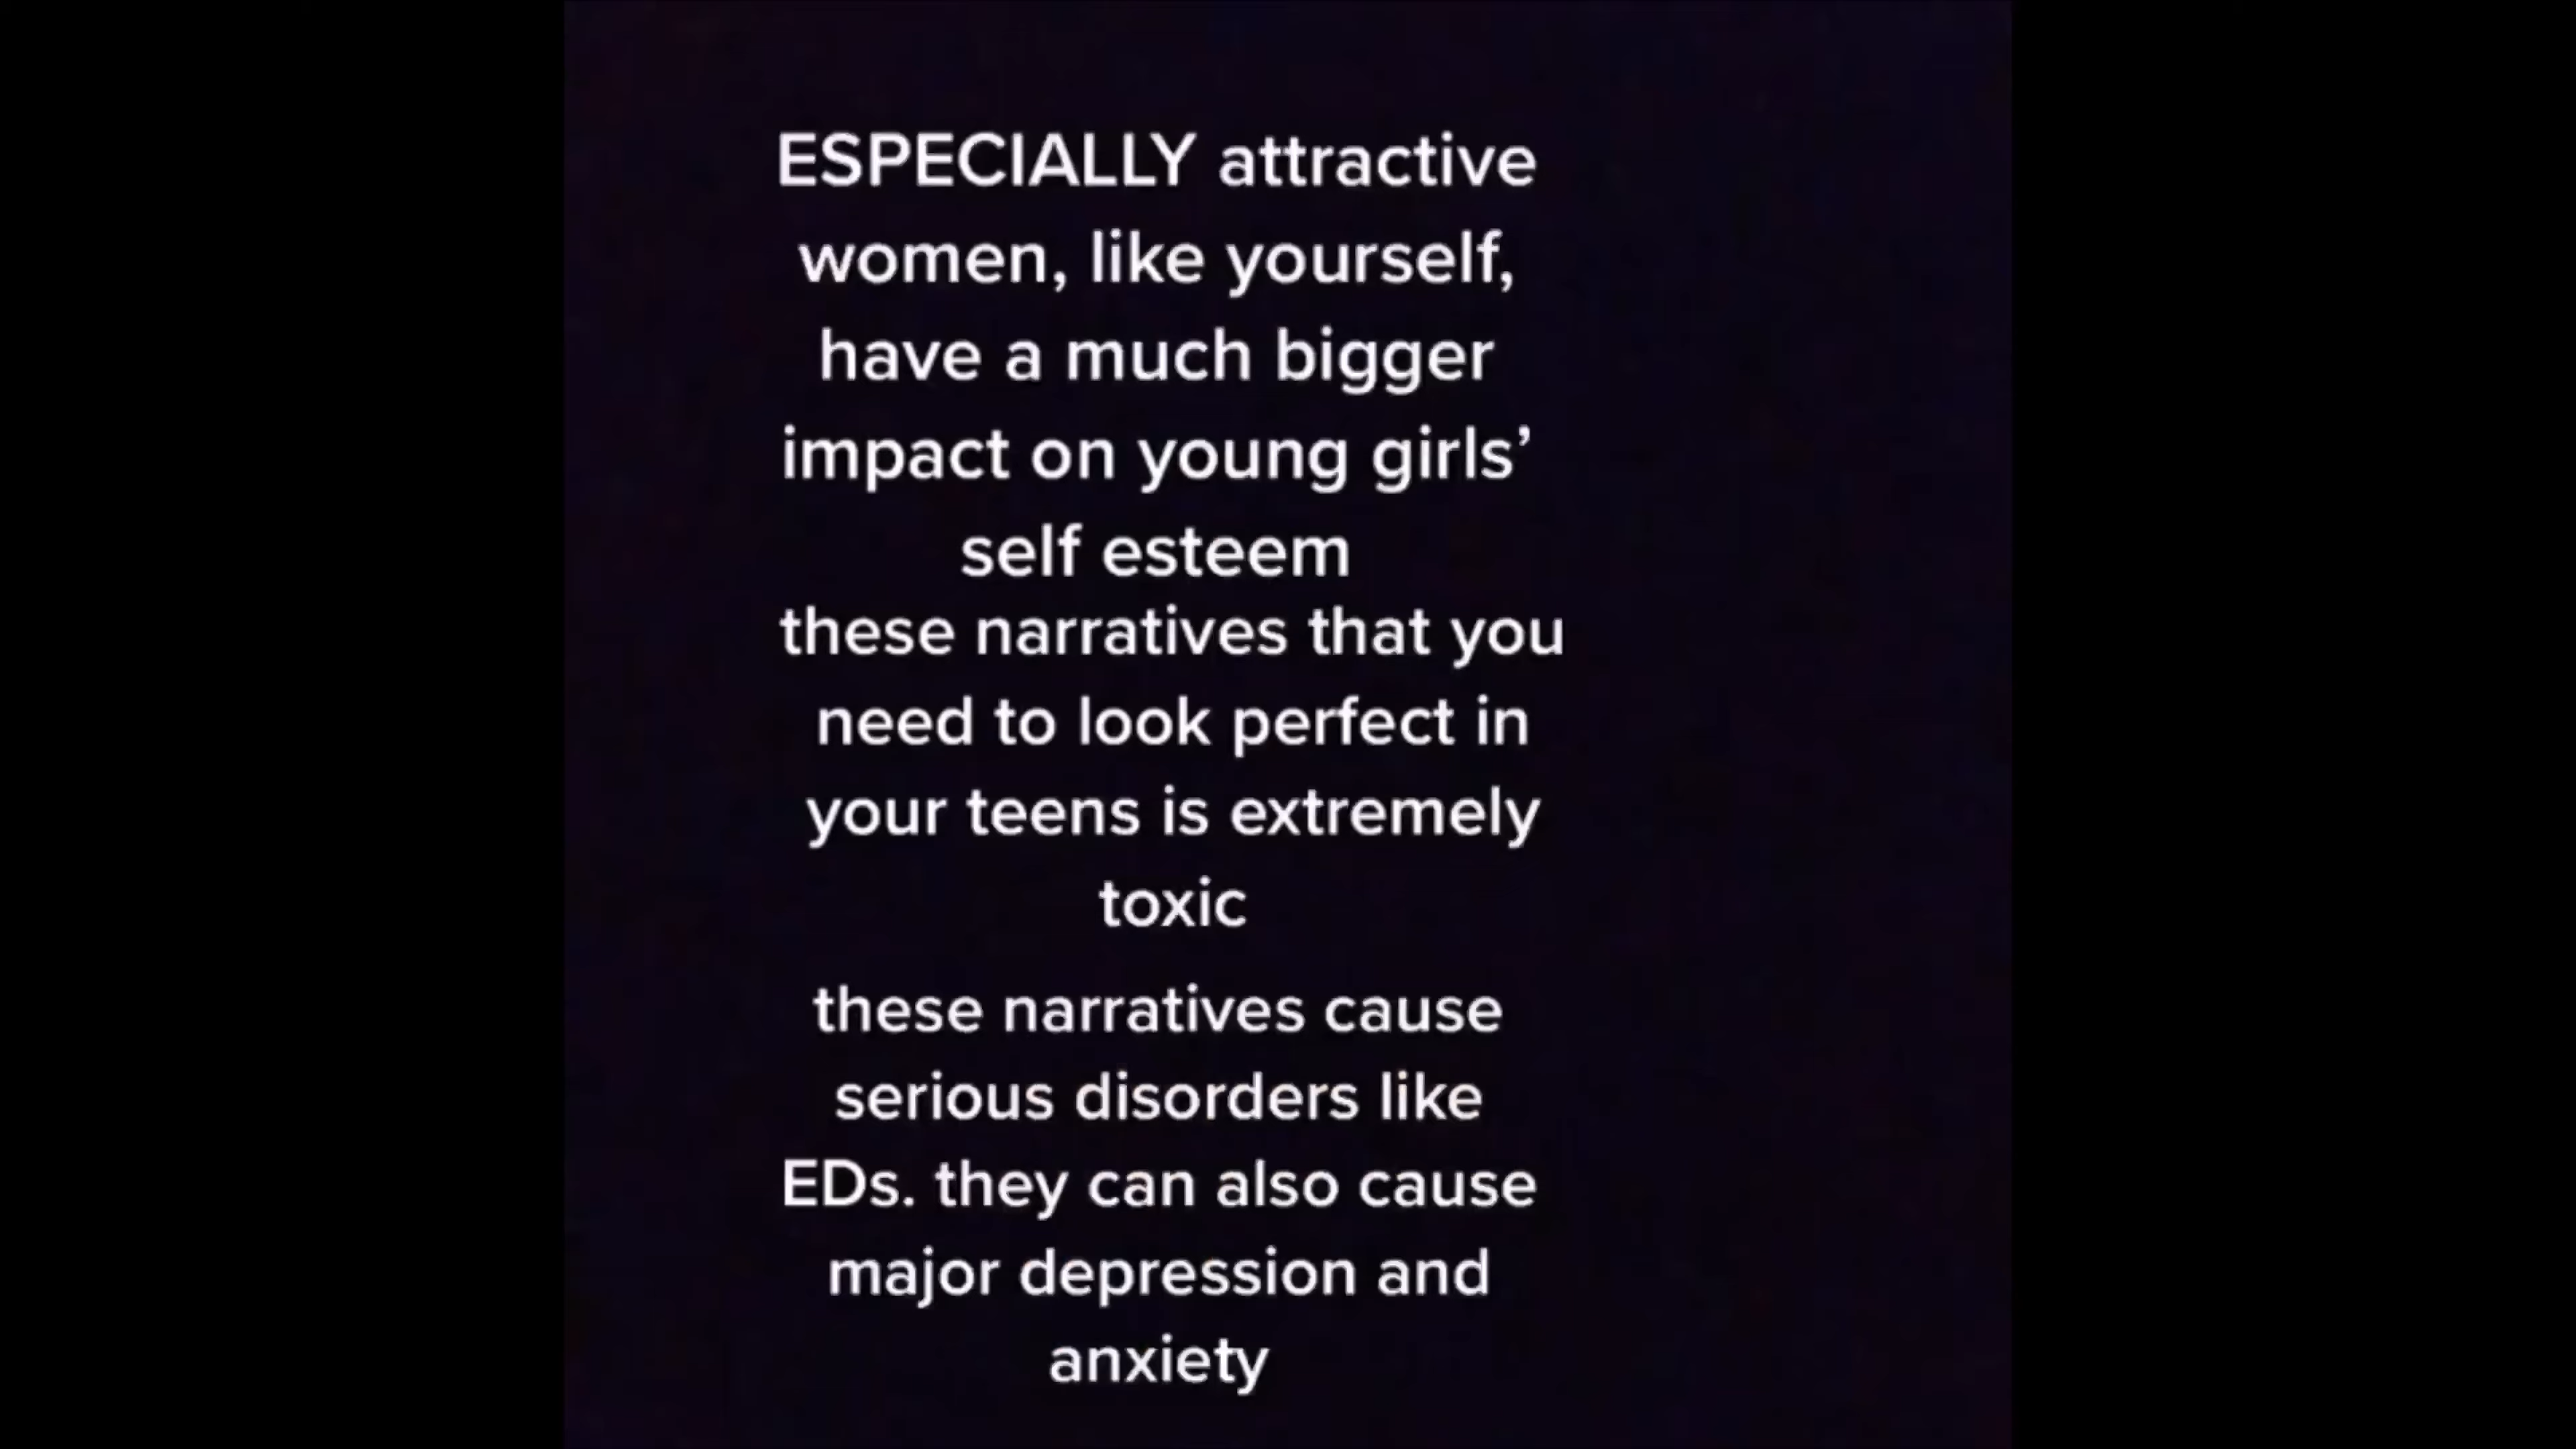 ESPECIALLY attractive
women, like yourself,
have a much bigger
impact on young girls’
self esteem
these narratives that you
need to look perfect in
your teens is extremely
toxic
these narratives cause
serious disorders like
EDs. they can also cause
major depression and
anxiety